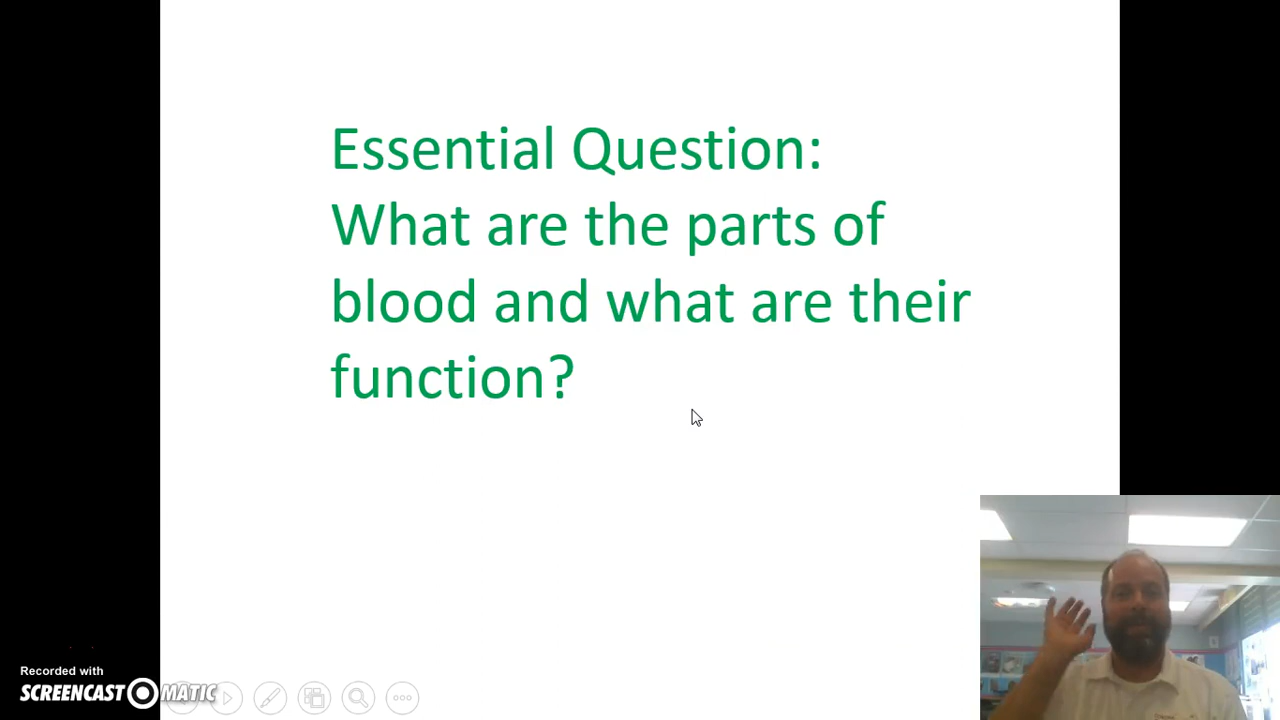 Essential Question:
What are the parts of
blood and what are their
function?
Recorded with
SCREENCAST MATIC